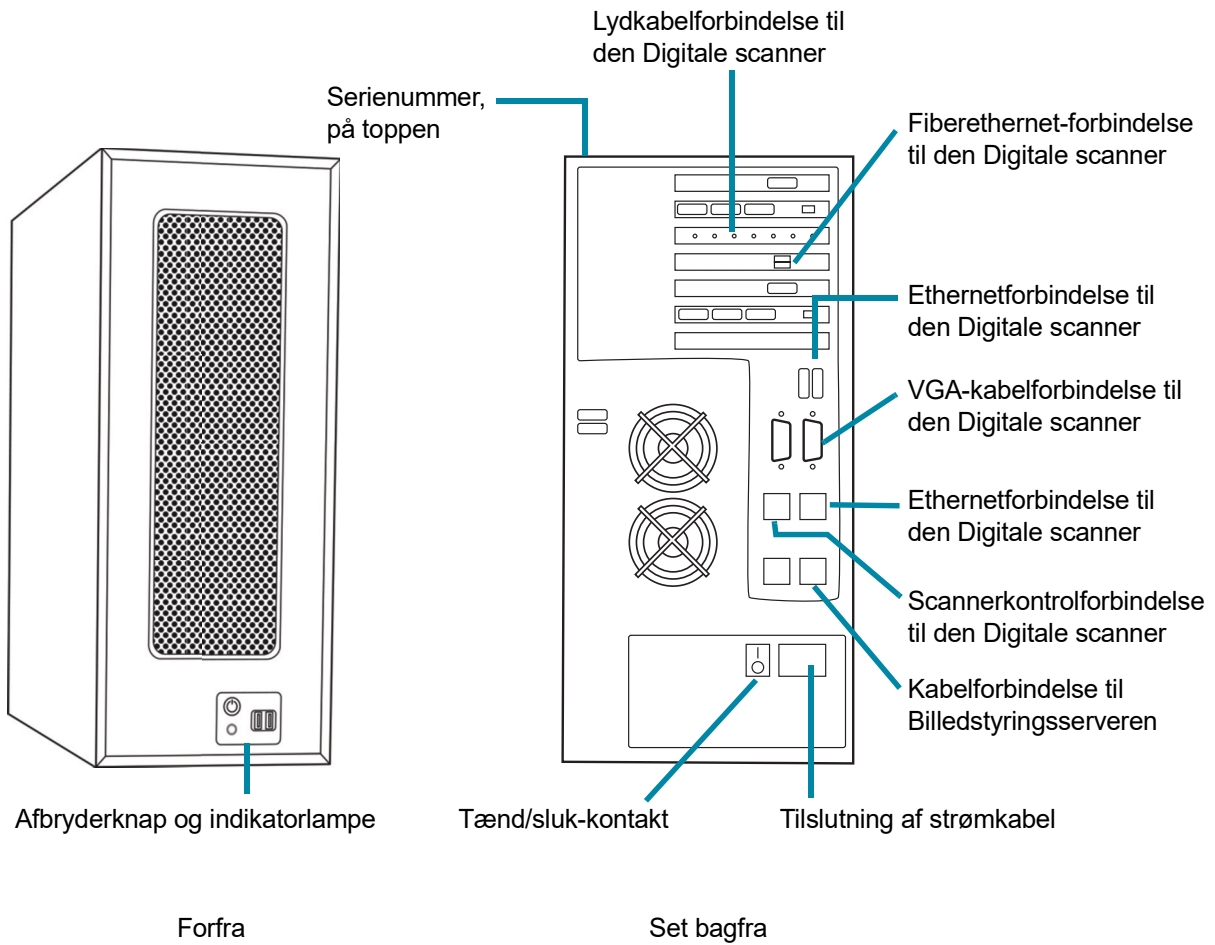 Lydkabelforbindelse til
den Digitale scanner
Serienummer,
på toppen
Fiberethernet-forbindelse
til den Digitale scanner
Ethernetforbindelse til
den Digitale scanner
VGA-kabelforbindelse til
den Digitale scanner
Ethernetforbindelse til
den Digitale scanner
Scannerkontrolforbindelse
til den Digitale scanner
Kabelforbindelse til
Billedstyringsserveren
Afbryderknap og indikatorlampe
Tænd/sluk-kontakt
Tilslutning af strømkabel
Forfra
Set bagfra